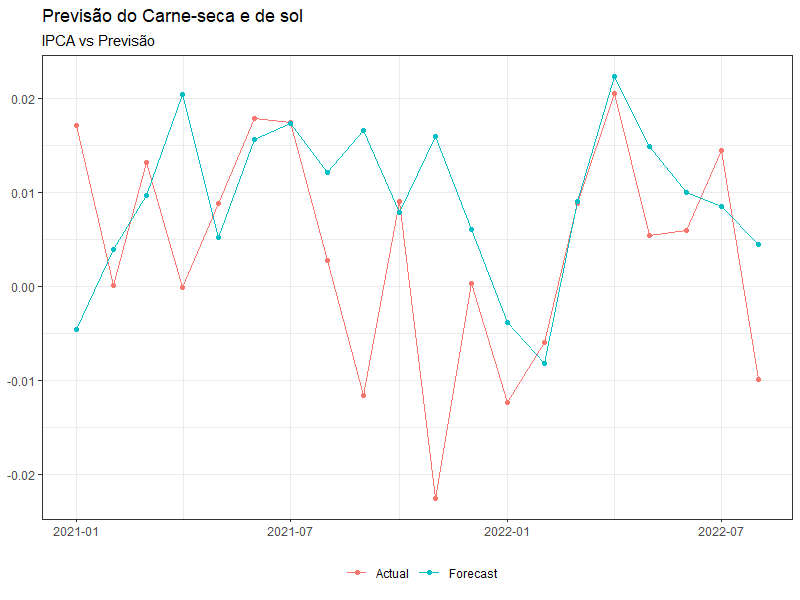 Previsão do Carne-seca e de sol
IPCA vs Previsão
0.02
0.01
0.00
-0.01
-0.02
2021-01 2021-07 2022-01 2022-07
Actual Forecast